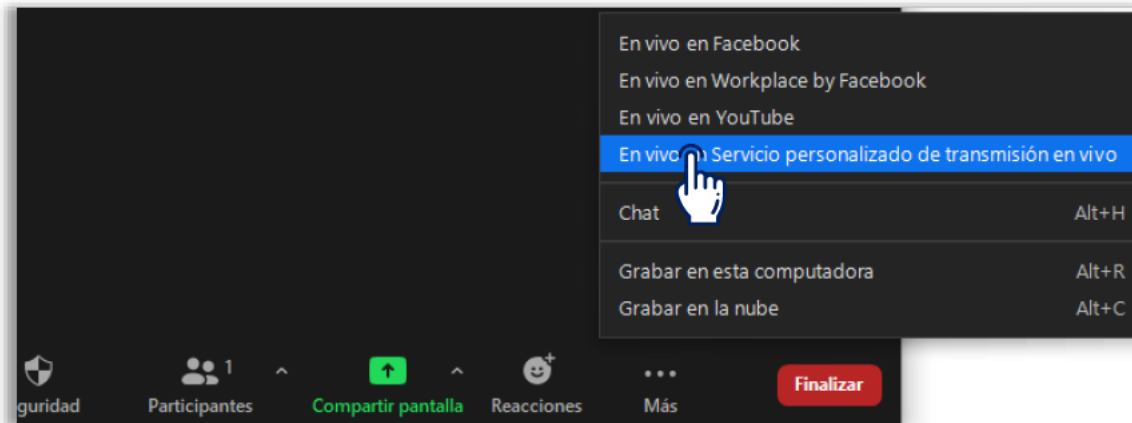 En vivo en Facebook
En vivo en Workplace by Facebook
En vivo en YouTube
En vivo Servicio personalizado de transmisión en vivo
Chat Alt+H
Grabar en esta computadora Alt+R
Grabar en la nube Alt+C
guridad Participantes 1 Compartir pantalla Reacciones Más Finalizar